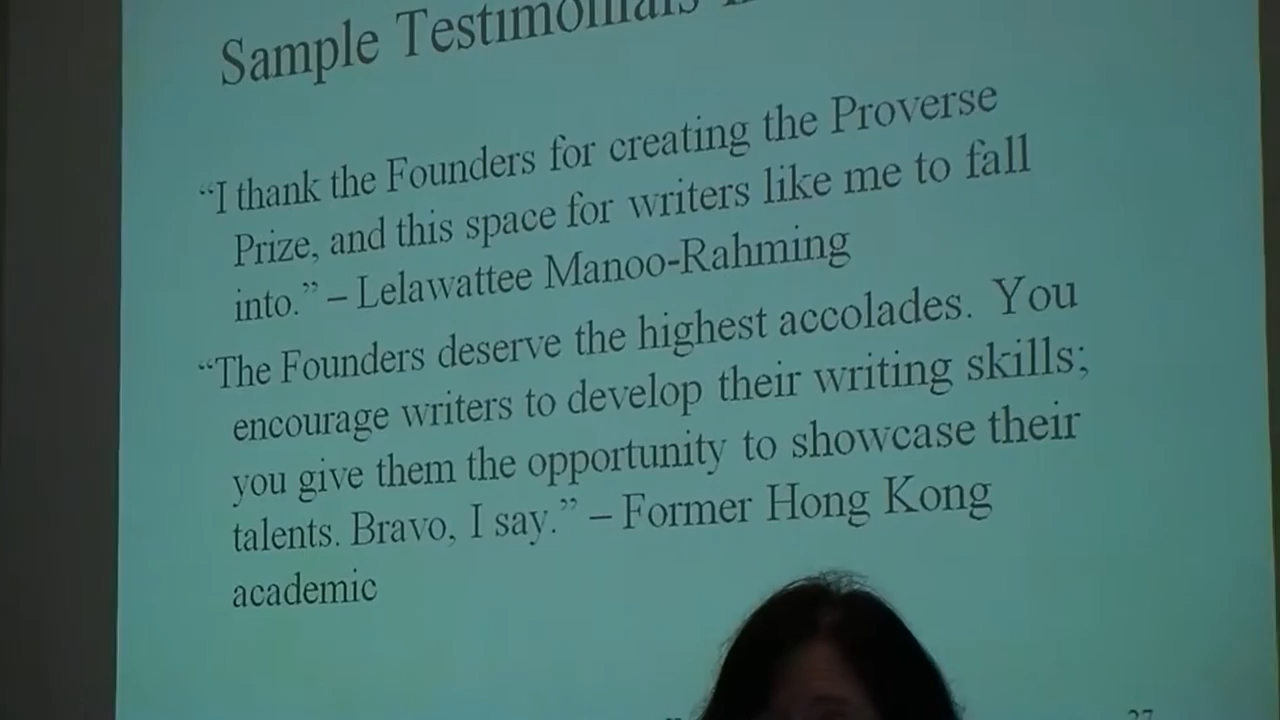 Sample Testimonials
“I thank the Founders for creating the Proverse
Prize, and this space for writers like me to fall
into.” – Lelawattee Manoo-Rahming
“The Founders deserve the highest accolades. You
encourage writers to develop their writing skills;
you give them the opportunity to showcase their
talents. Bravo, I say.” – Former Hong Kong
academic
27